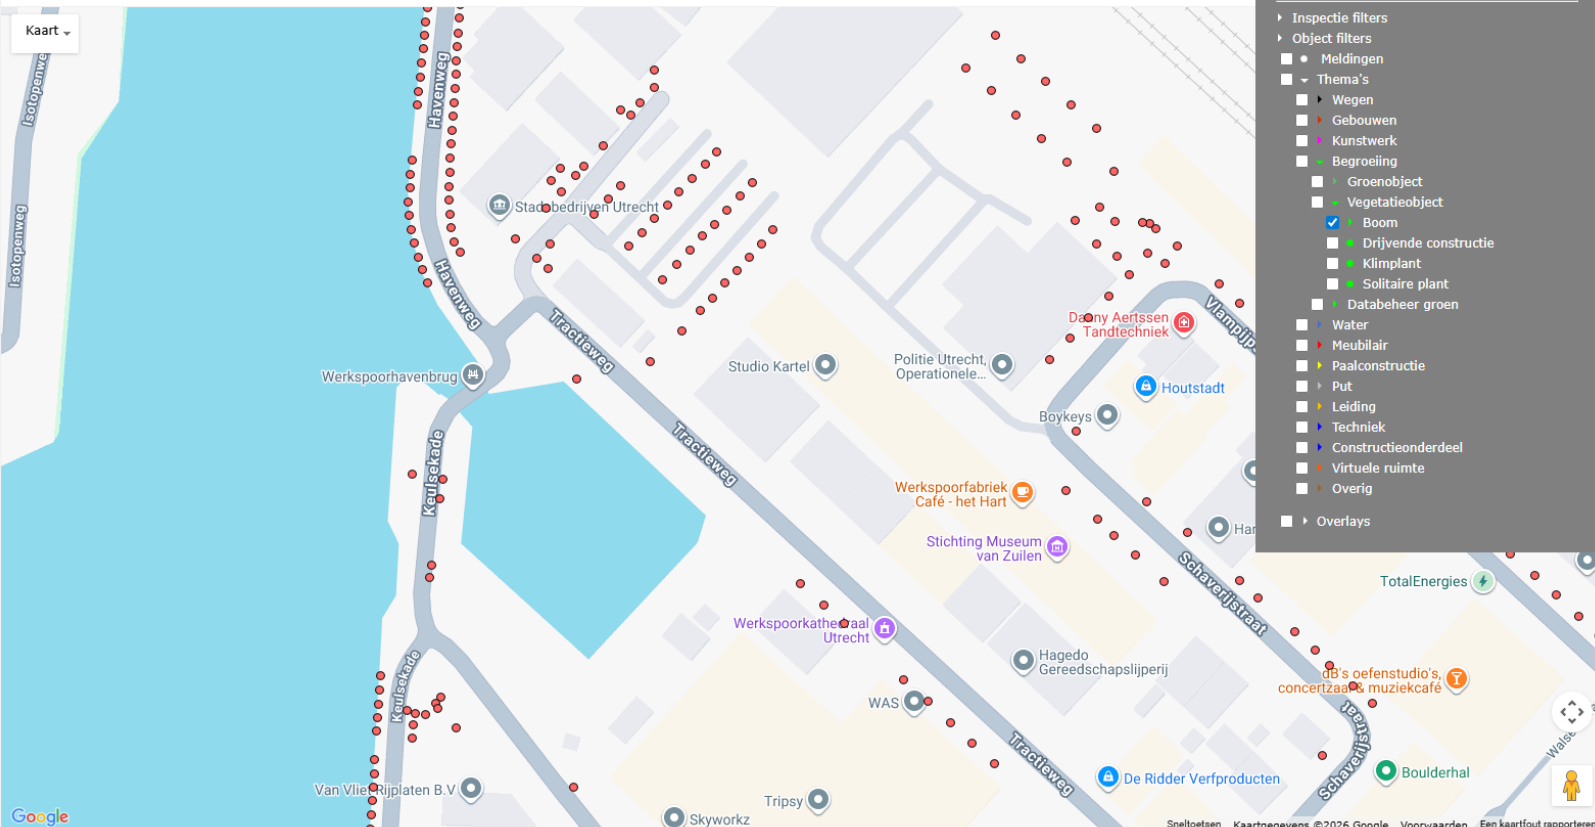 Kaart
Isotopenweg
Isotopenweg
Havenweg
Havenweg
Stadsbedrijven Utrecht
Tractieweg
Werkspoorhavenbrug
Keulsekade
Tractieweg
Studio Kartel
Politie Utrecht,
Operationele...
Danny Aertssen
Tandtechniek
Houtstadt
Boykeys
Werkspoorfabriek
Café - het Hart
Stichting Museum
van Zuilen
Schaverijstraat
Werkspoorkathedraal
Utrecht
Hagedo
Gereedschapslijperij
TotalEnergies
dB's oefenstudio's,
concertzaal & muziekcafé
Keulsekade
WAS
Tractieweg
Schaverijstraat
De Ridder Verfproducten
Boulderhal
Van Vliet Rijplaten B.V
Tripsy
Skyworkz
Google
Sneltoetsen
Kaartgegevens ©2026 Google
Voorwaarden
Een kaartfout rapporteren
Inspectie filters
Object filters
Meldingen
Thema's
Wegen
Gebouwen
Kunstwerk
Begroeiing
Groenobject
Vegetatieobject
Boom
Drijvende constructie
Klimplant
Solitaire plant
Databeheer groen
Water
Meubilair
Paalconstructie
Put
Leiding
Techniek
Constructieonderdeel
Virtuele ruimte
Overig
Overlays